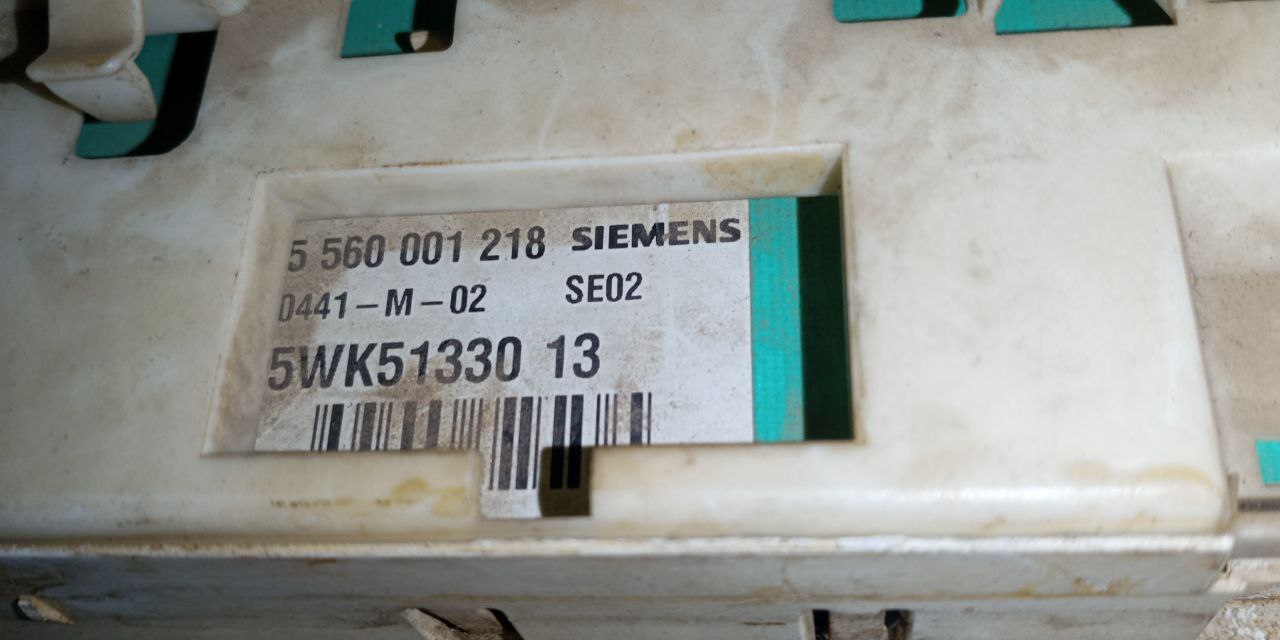 5 560 001 218 SIEMENS
0441-M-02 SE02
5WK51330 13